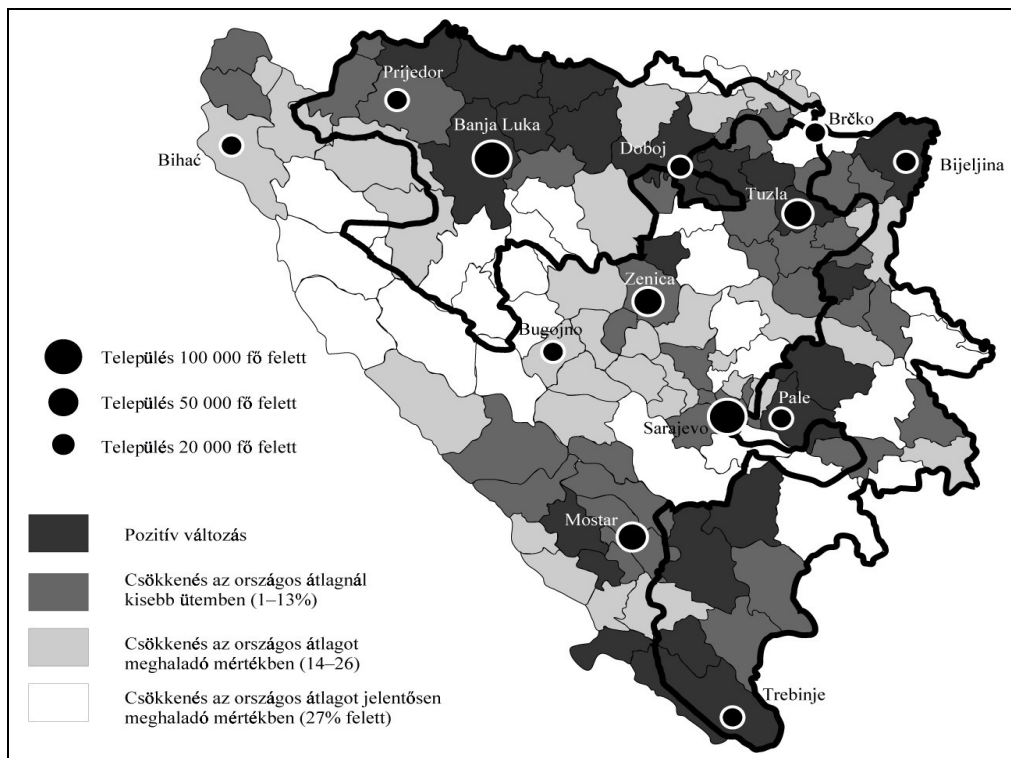 Prijedor
Banja Luka
Bihać
Doboj
Brčko
Bijeljina
Tuzla
Zenica
Bugojno
Település 100 000 fő felett
Település 50 000 fő felett
Település 20 000 fő felett
Sarajevo
Pale
Mostar
Trebinje
Pozitív változás
Csökkenés az országos átlagnál
kisebb ütemben (1–13%)
Csökkenés az országos átlagot
meghaladó mértékben (14–26)
Csökkenés az országos átlagot jelentősen
meghaladó mértékben (27% felett)